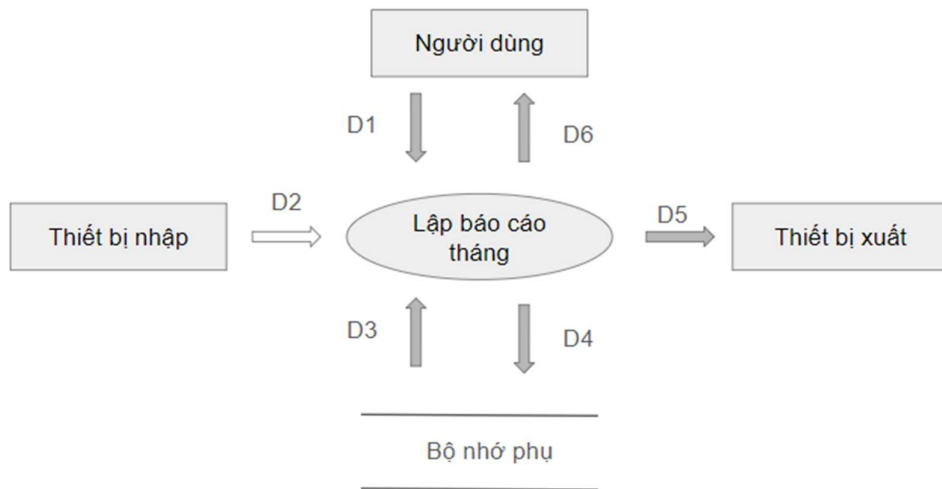 Người dùng
D1
D6
D2
Thiết bị nhập
Lập báo cáo
tháng
D5
Thiết bị xuất
D3
D4
Bộ nhớ phụ